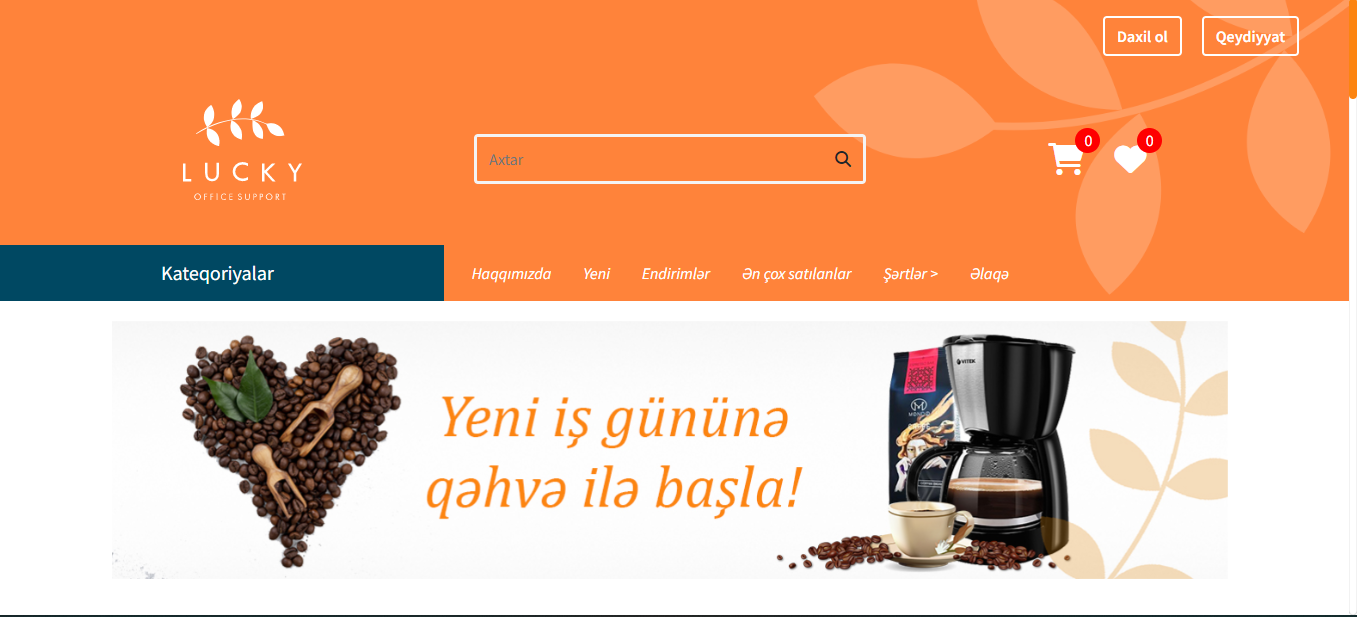 Daxil ol
Qeydiyyat
LUCKY
OFFICE SUPPORT
Axtar
0
0
Kateqoriyalar
Haqqımızda
Yeni
Endirimlər
Ən çox satılanlar
Şərtlər >
Əlaqə
Yeni iş gününə
qəhvə ilə başla!
VITEK